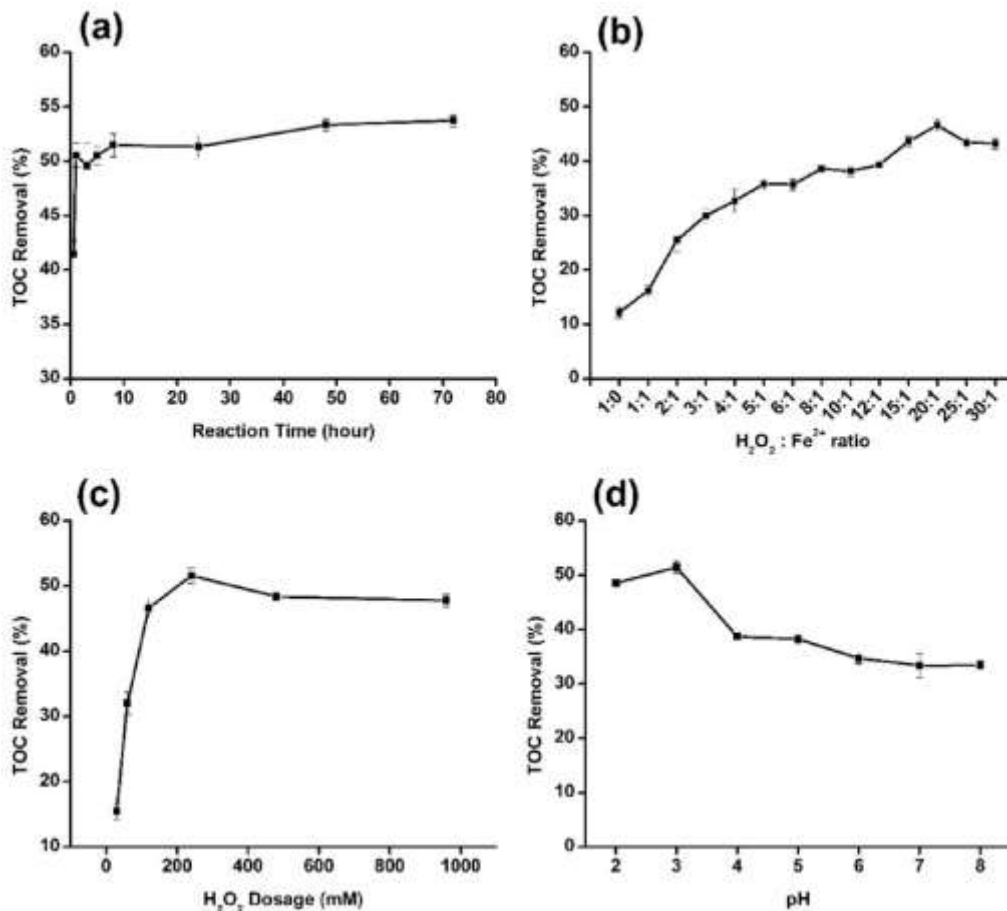 (a)
60
55
50
45
40
35
30
TOC Removal (%)
0 10 20 30 40 50 60 70 80
Reaction Time (hour)
(b)
60
50
40
30
20
10
0
TOC Removal (%)
1:0 1:1 2:1 3:1 4:1 5:1 6:1 8:1 10:1 12:1 15:1 20:1 25:1 30:1
H₂O₂ : Fe²⁺ ratio
(c)
60
50
40
30
20
10
TOC Removal (%)
0 200 400 600 800 1000
H₂O₂ Dosage (mM)
(d)
60
50
40
30
20
10
0
TOC Removal (%)
2 3 4 5 6 7 8
pH